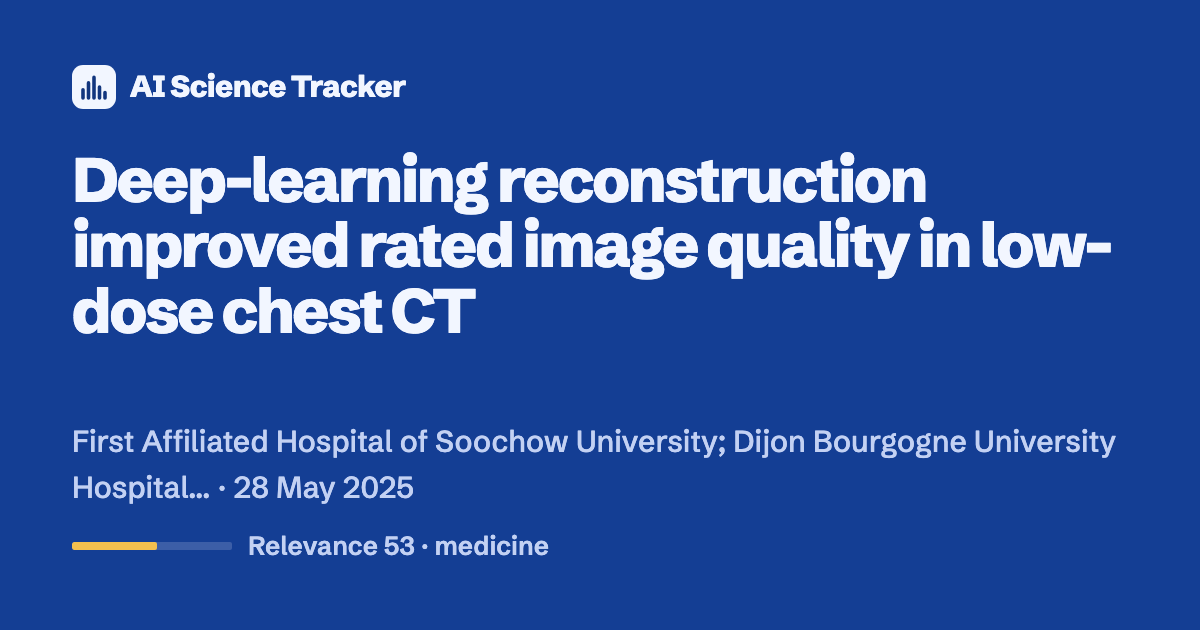 AI Science Tracker
Deep-learning reconstruction
improved rated image quality in low-
dose chest CT
First Affiliated Hospital of Soochow University; Dijon Bourgogne University
Hospital... · 28 May 2025
Relevance 53 · medicine